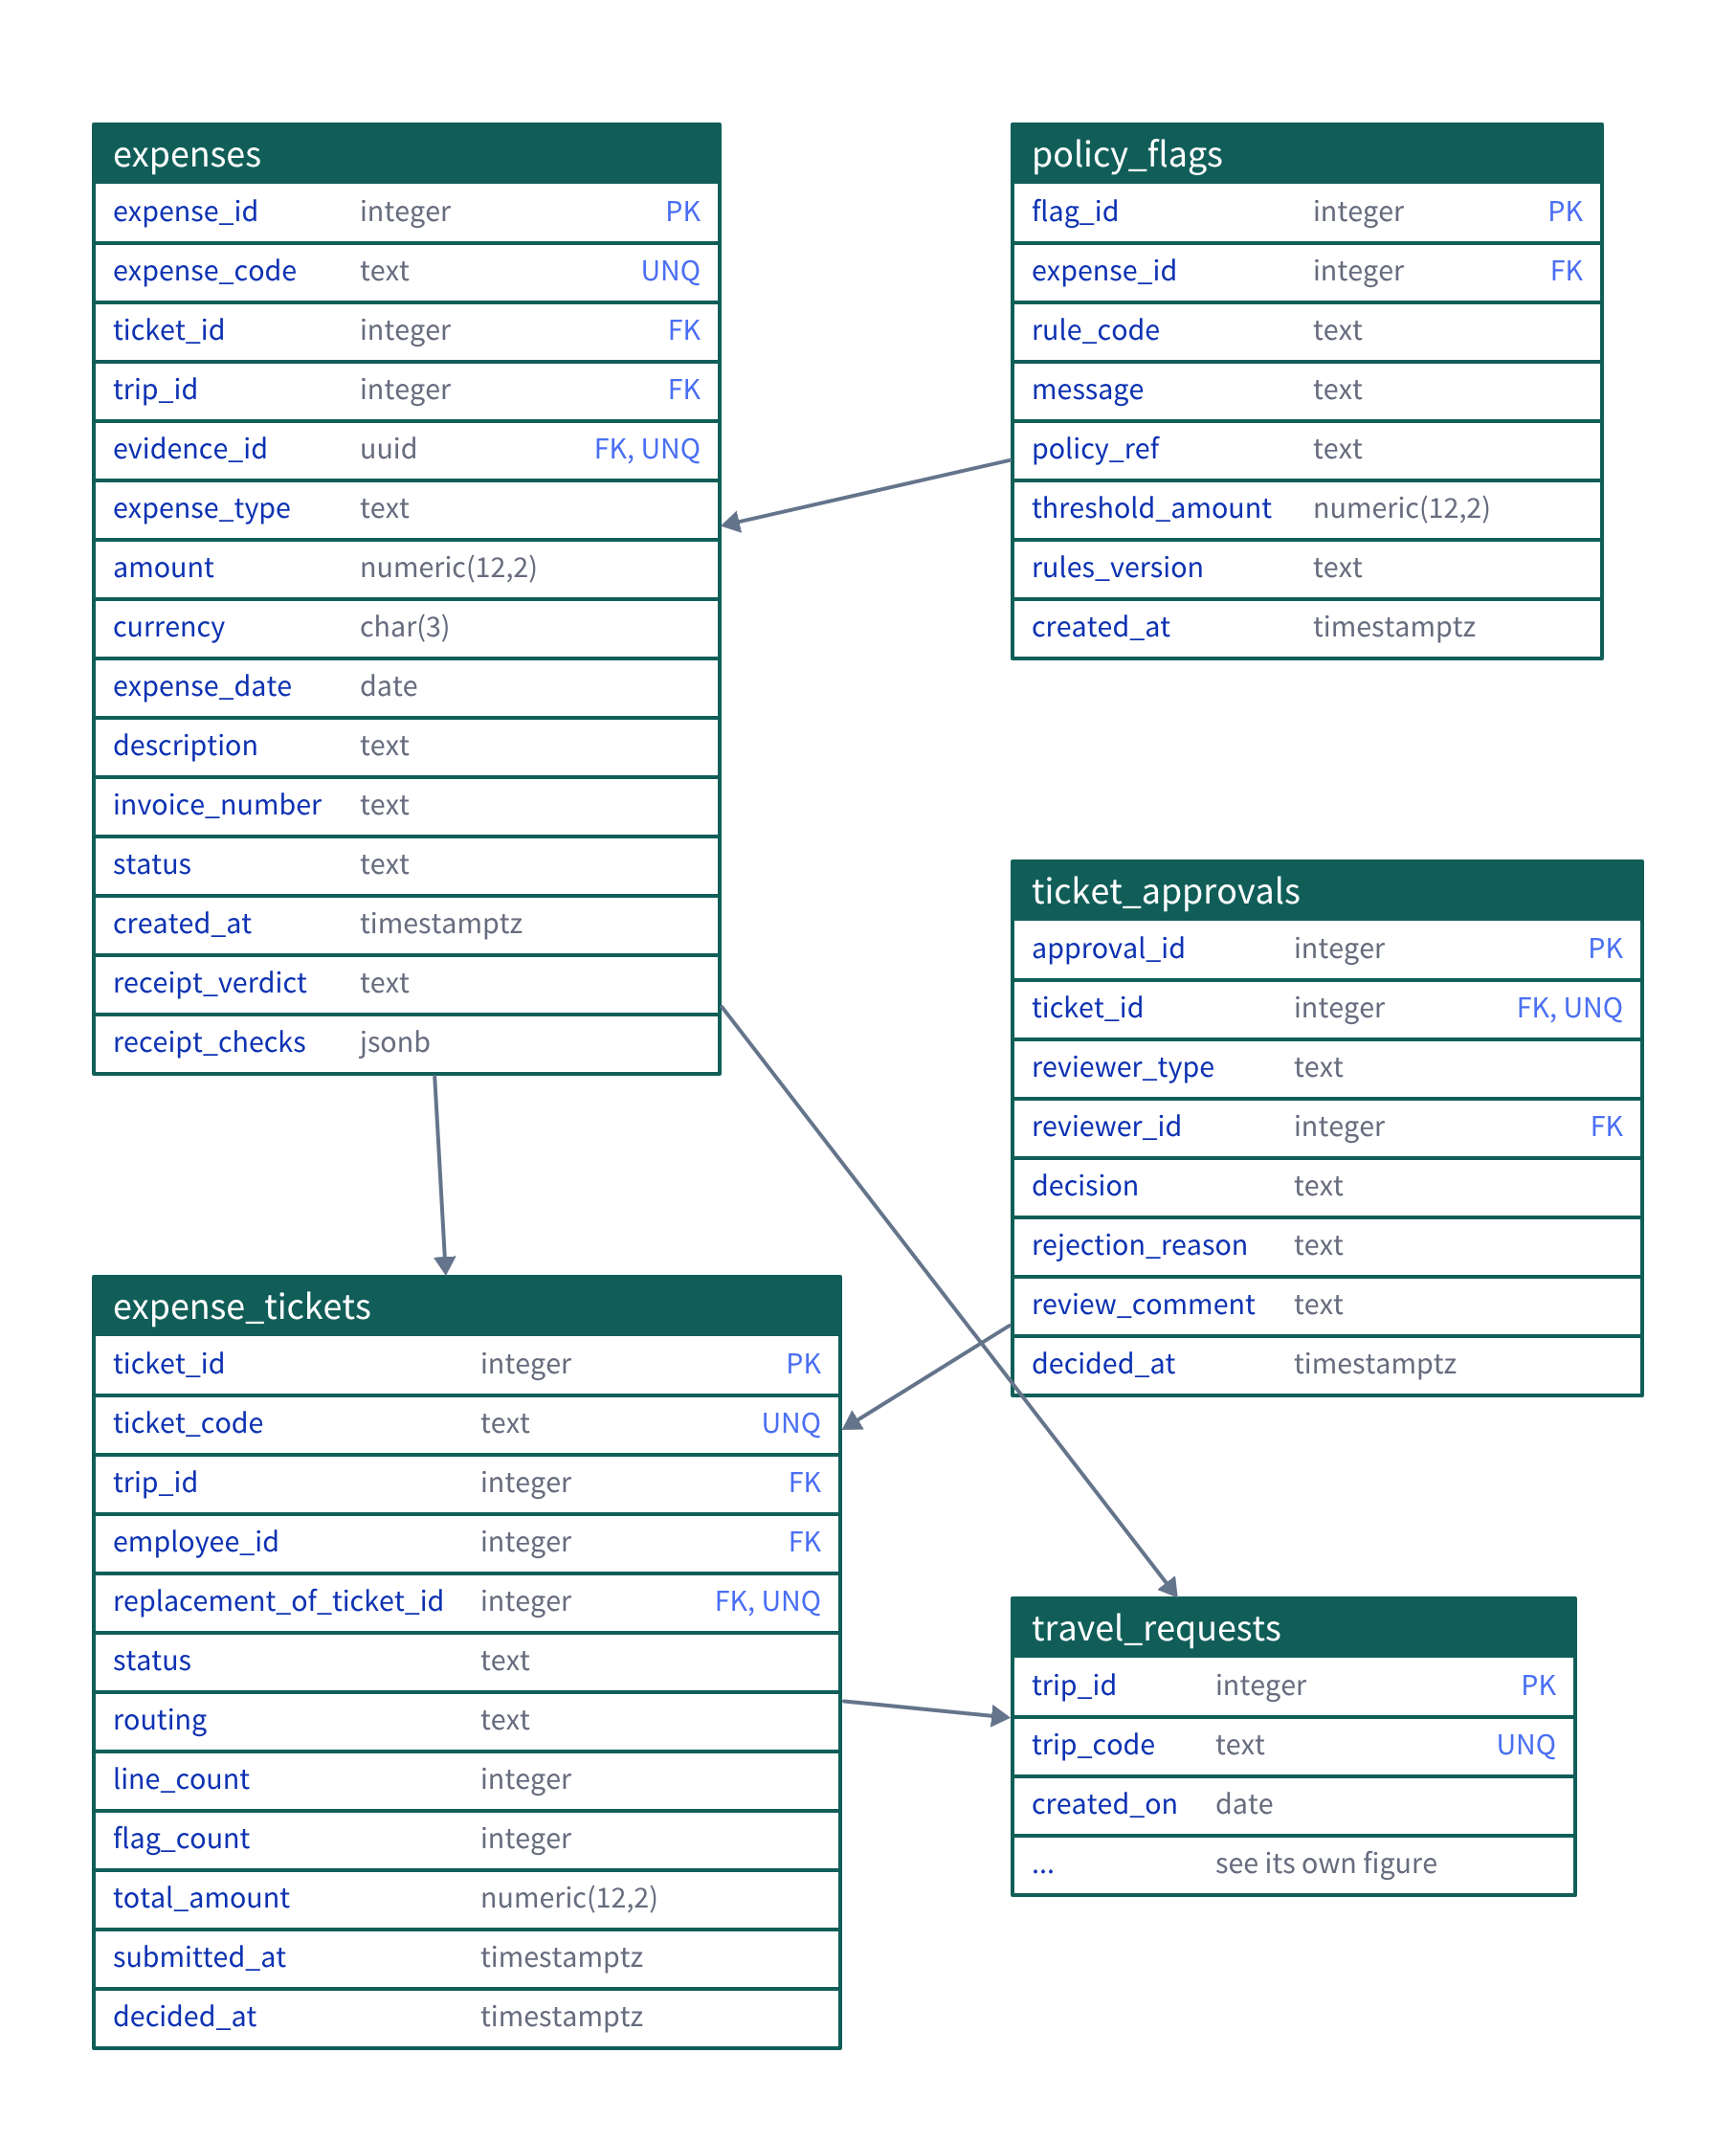 expenses
expense_id integer PK
expense_code text UNQ
ticket_id integer FK
trip_id integer FK
evidence_id uuid FK, UNQ
expense_type text
amount numeric(12,2)
currency char(3)
expense_date date
description text
invoice_number text
status text
created_at timestamptz
receipt_verdict text
receipt_checks jsonb
policy_flags
flag_id integer PK
expense_id integer FK
rule_code text
message text
policy_ref text
threshold_amount numeric(12,2)
rules_version text
created_at timestamptz
ticket_approvals
approval_id integer PK
ticket_id integer FK, UNQ
reviewer_type text
reviewer_id integer FK
decision text
rejection_reason text
review_comment text
decided_at timestamptz
expense_tickets
ticket_id integer PK
ticket_code text UNQ
trip_id integer FK
employee_id integer FK
replacement_of_ticket_id integer FK, UNQ
status text
routing text
line_count integer
flag_count integer
total_amount numeric(12,2)
submitted_at timestamptz
decided_at timestamptz
travel_requests
trip_id integer PK
trip_code text UNQ
created_on date
... see its own figure